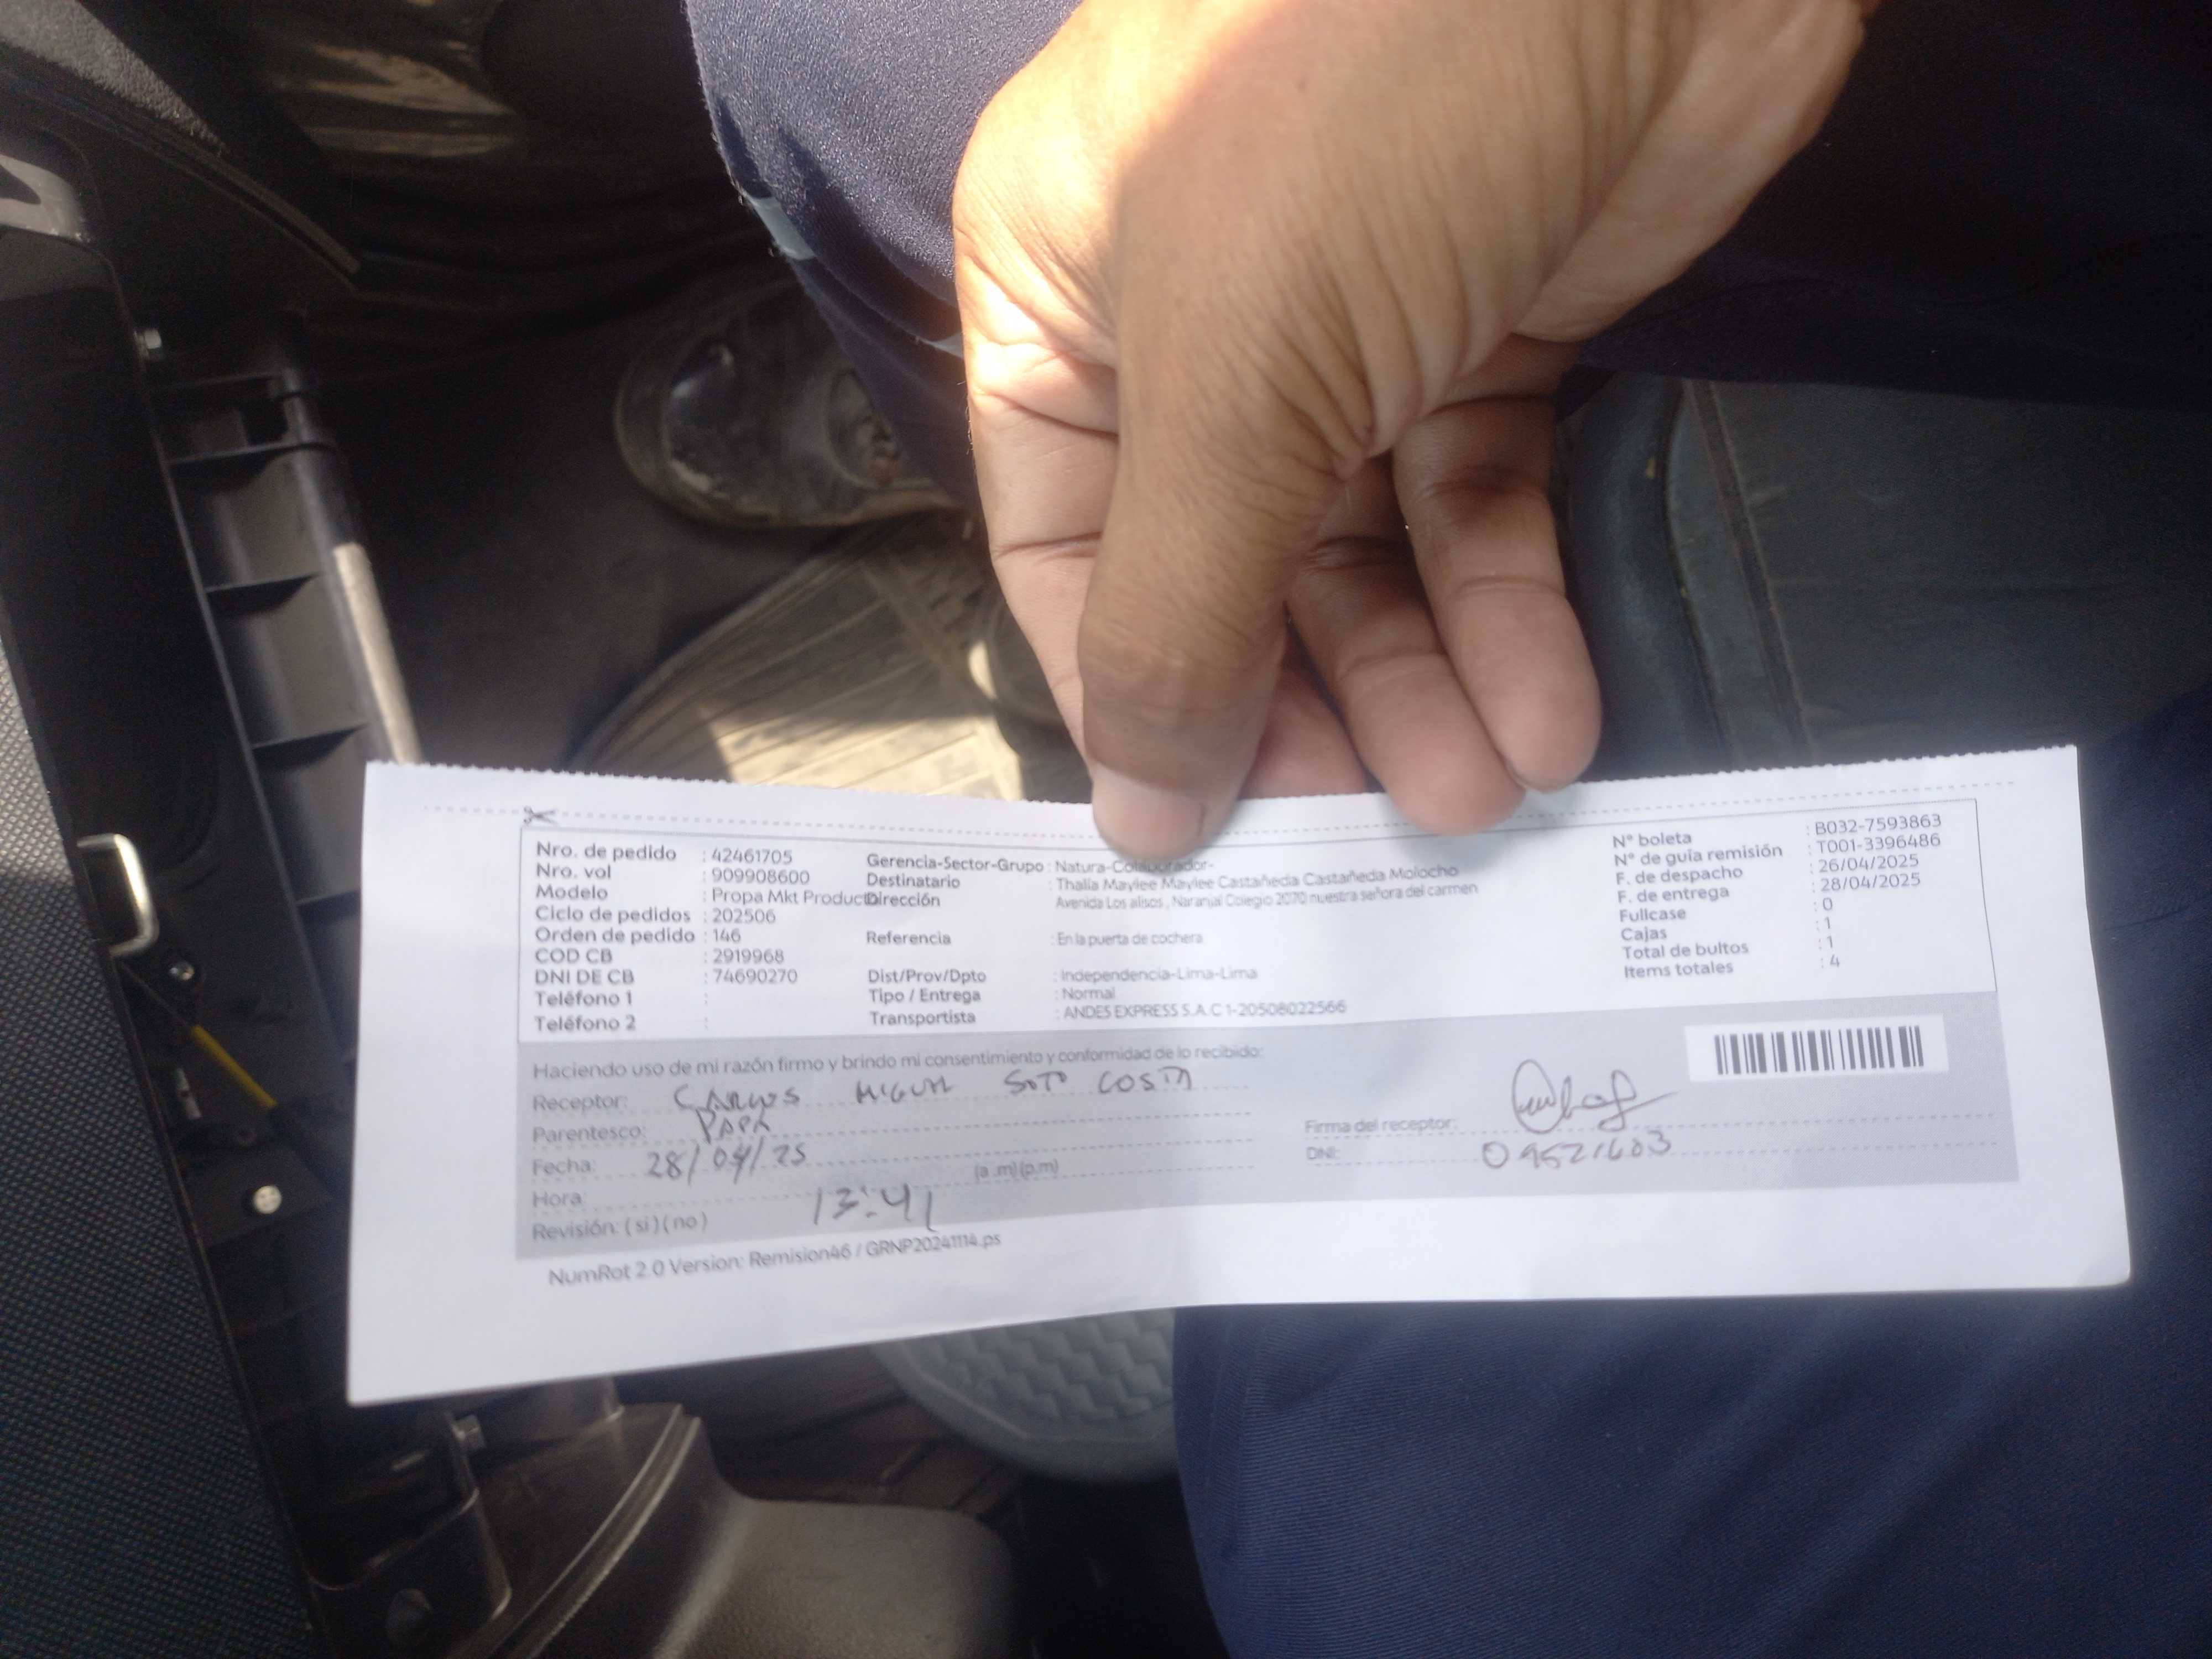 Nro. de pedido : 42461705
Nro. vol : 909908600
Modelo : Propa Mkt Product
Ciclo de pedidos : 202506
Orden de pedido : 146
COD CB : 2919968
DNI DE CB : 74690270
Teléfono 1 :
Teléfono 2 :
Gerencia-Sector-Grupo : Natura-Colaborador-
Destinatario : Thalía Maylee Maylee Castañeda Castañeda Molocho
Dirección Avenida Los alisos , Naranjal Colegio 2070 nuestra señora del carmen
Referencia : En la puerta de cochera
Dist/Prov/Dpto : Independencia-Lima-Lima
Tipo / Entrega : Normal
Transportista : ANDES EXPRESS S.A.C 1-20508022566
N° boleta : B032-7593863
N° de guía remisión : T001-3396486
F. de despacho : 26/04/2025
F. de entrega : 28/04/2025
Fullcase : 0
Cajas : 1
Total de bultos : 1
Items totales : 4
Haciendo uso de mi razón firmo y brindo mi consentimiento y conformidad de lo recibido:
Receptor: CARLOS MIGUEL SOTO COSTA
Parentesco: PAPA
Fecha: 28/04/25
Hora: 13:41 (a .m) (p.m)
Revisión: ( si ) ( no )
Firma del receptor:
DNI: 09521603
NumRot 2.0 Version: Remision46 / GRNP20241114.ps